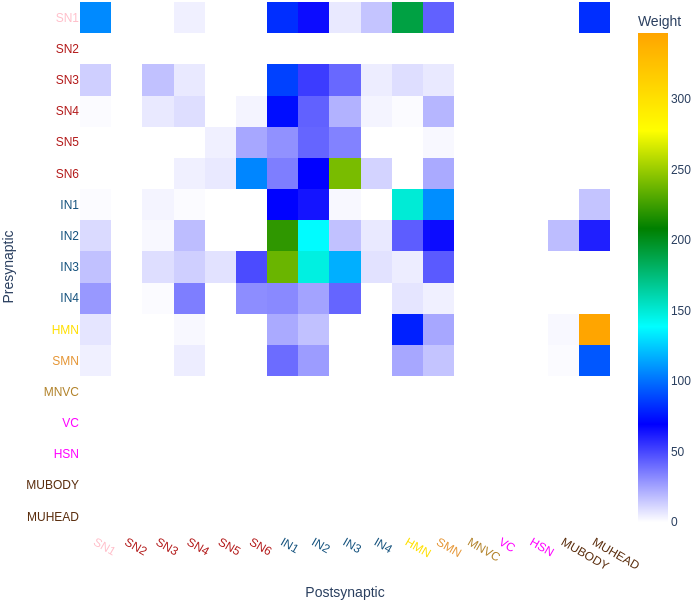 Weight
SN1
SN2
SN3
SN4
SN5
SN6
IN1
IN2
IN3
IN4
HMN
SMN
MNVC
VC
HSN
MUBODY
MUHEAD
Presynaptic
300
250
200
150
100
50
0
SN1 SN2 SN3 SN4 SN5 SN6 IN1 IN2 IN3 IN4 HMN SMN MNVC VC HSN MUBODY MUHEAD
Postsynaptic